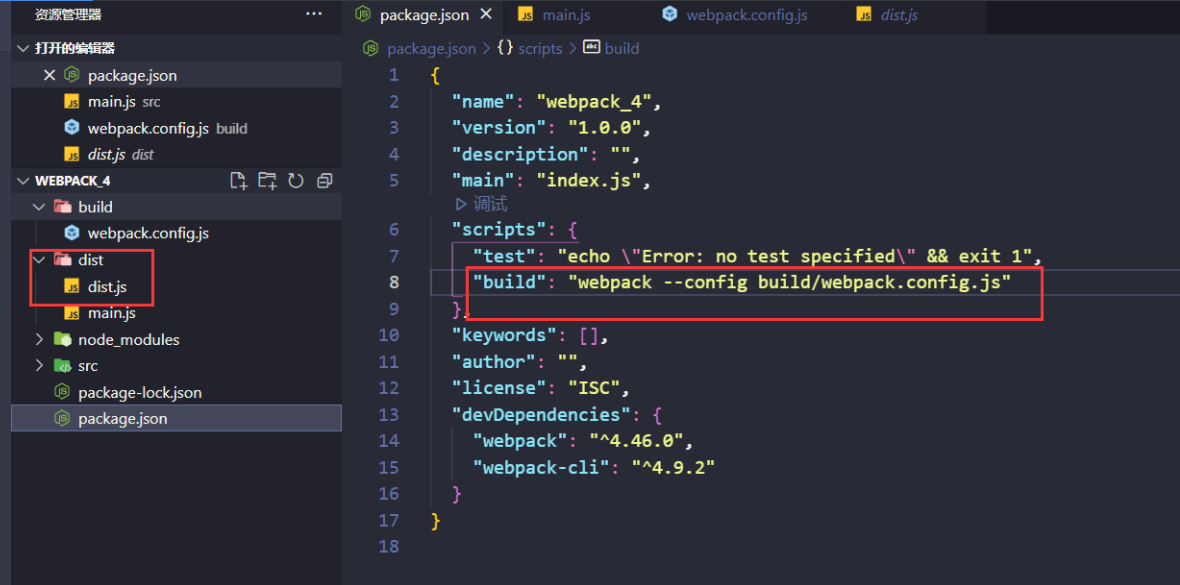 资源管理器 ···
打开的编辑器
package.json
main.js src
webpack.config.js build
dist.js dist
WEBPACK_4
build
webpack.config.js
dist
dist.js
main.js
node_modules
src
package-lock.json
package.json
package.json main.js webpack.config.js dist.js
package.json > {} scripts > abc build
1 {
2 "name": "webpack_4",
3 "version": "1.0.0",
4 "description": "",
5 "main": "index.js",
调试
6 "scripts": {
7 "test": "echo \"Error: no test specified\" && exit 1",
8 "build": "webpack --config build/webpack.config.js"
9 },
10 "keywords": [],
11 "author": "",
12 "license": "ISC",
13 "devDependencies": {
14 "webpack": "^4.46.0",
15 "webpack-cli": "^4.9.2"
16 }
17 }
18